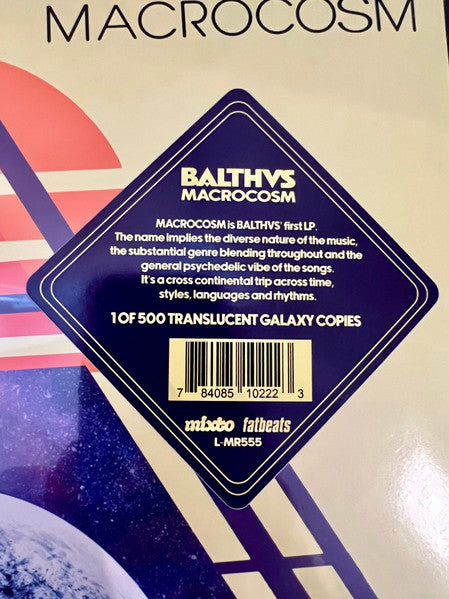 MACROCOSM
BALTHVS
MACROCOSM
MACROCOSM is BALTHVS' first LP.
The name implies the diverse nature of the music,
the substantial genre blending throughout and the
general psychedelic vibe of the songs.
It's a cross continental trip across time,
styles, languages and rhythms.
1 OF 500 TRANSLUCENT GALAXY COPIES
7 84085 10222 3
mixto fatbeats
L-MR555